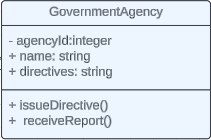 GovernmentAgency
- agencyId:integer
+ name: string
+ directives: string
+ issueDirective()
+ receiveReport()